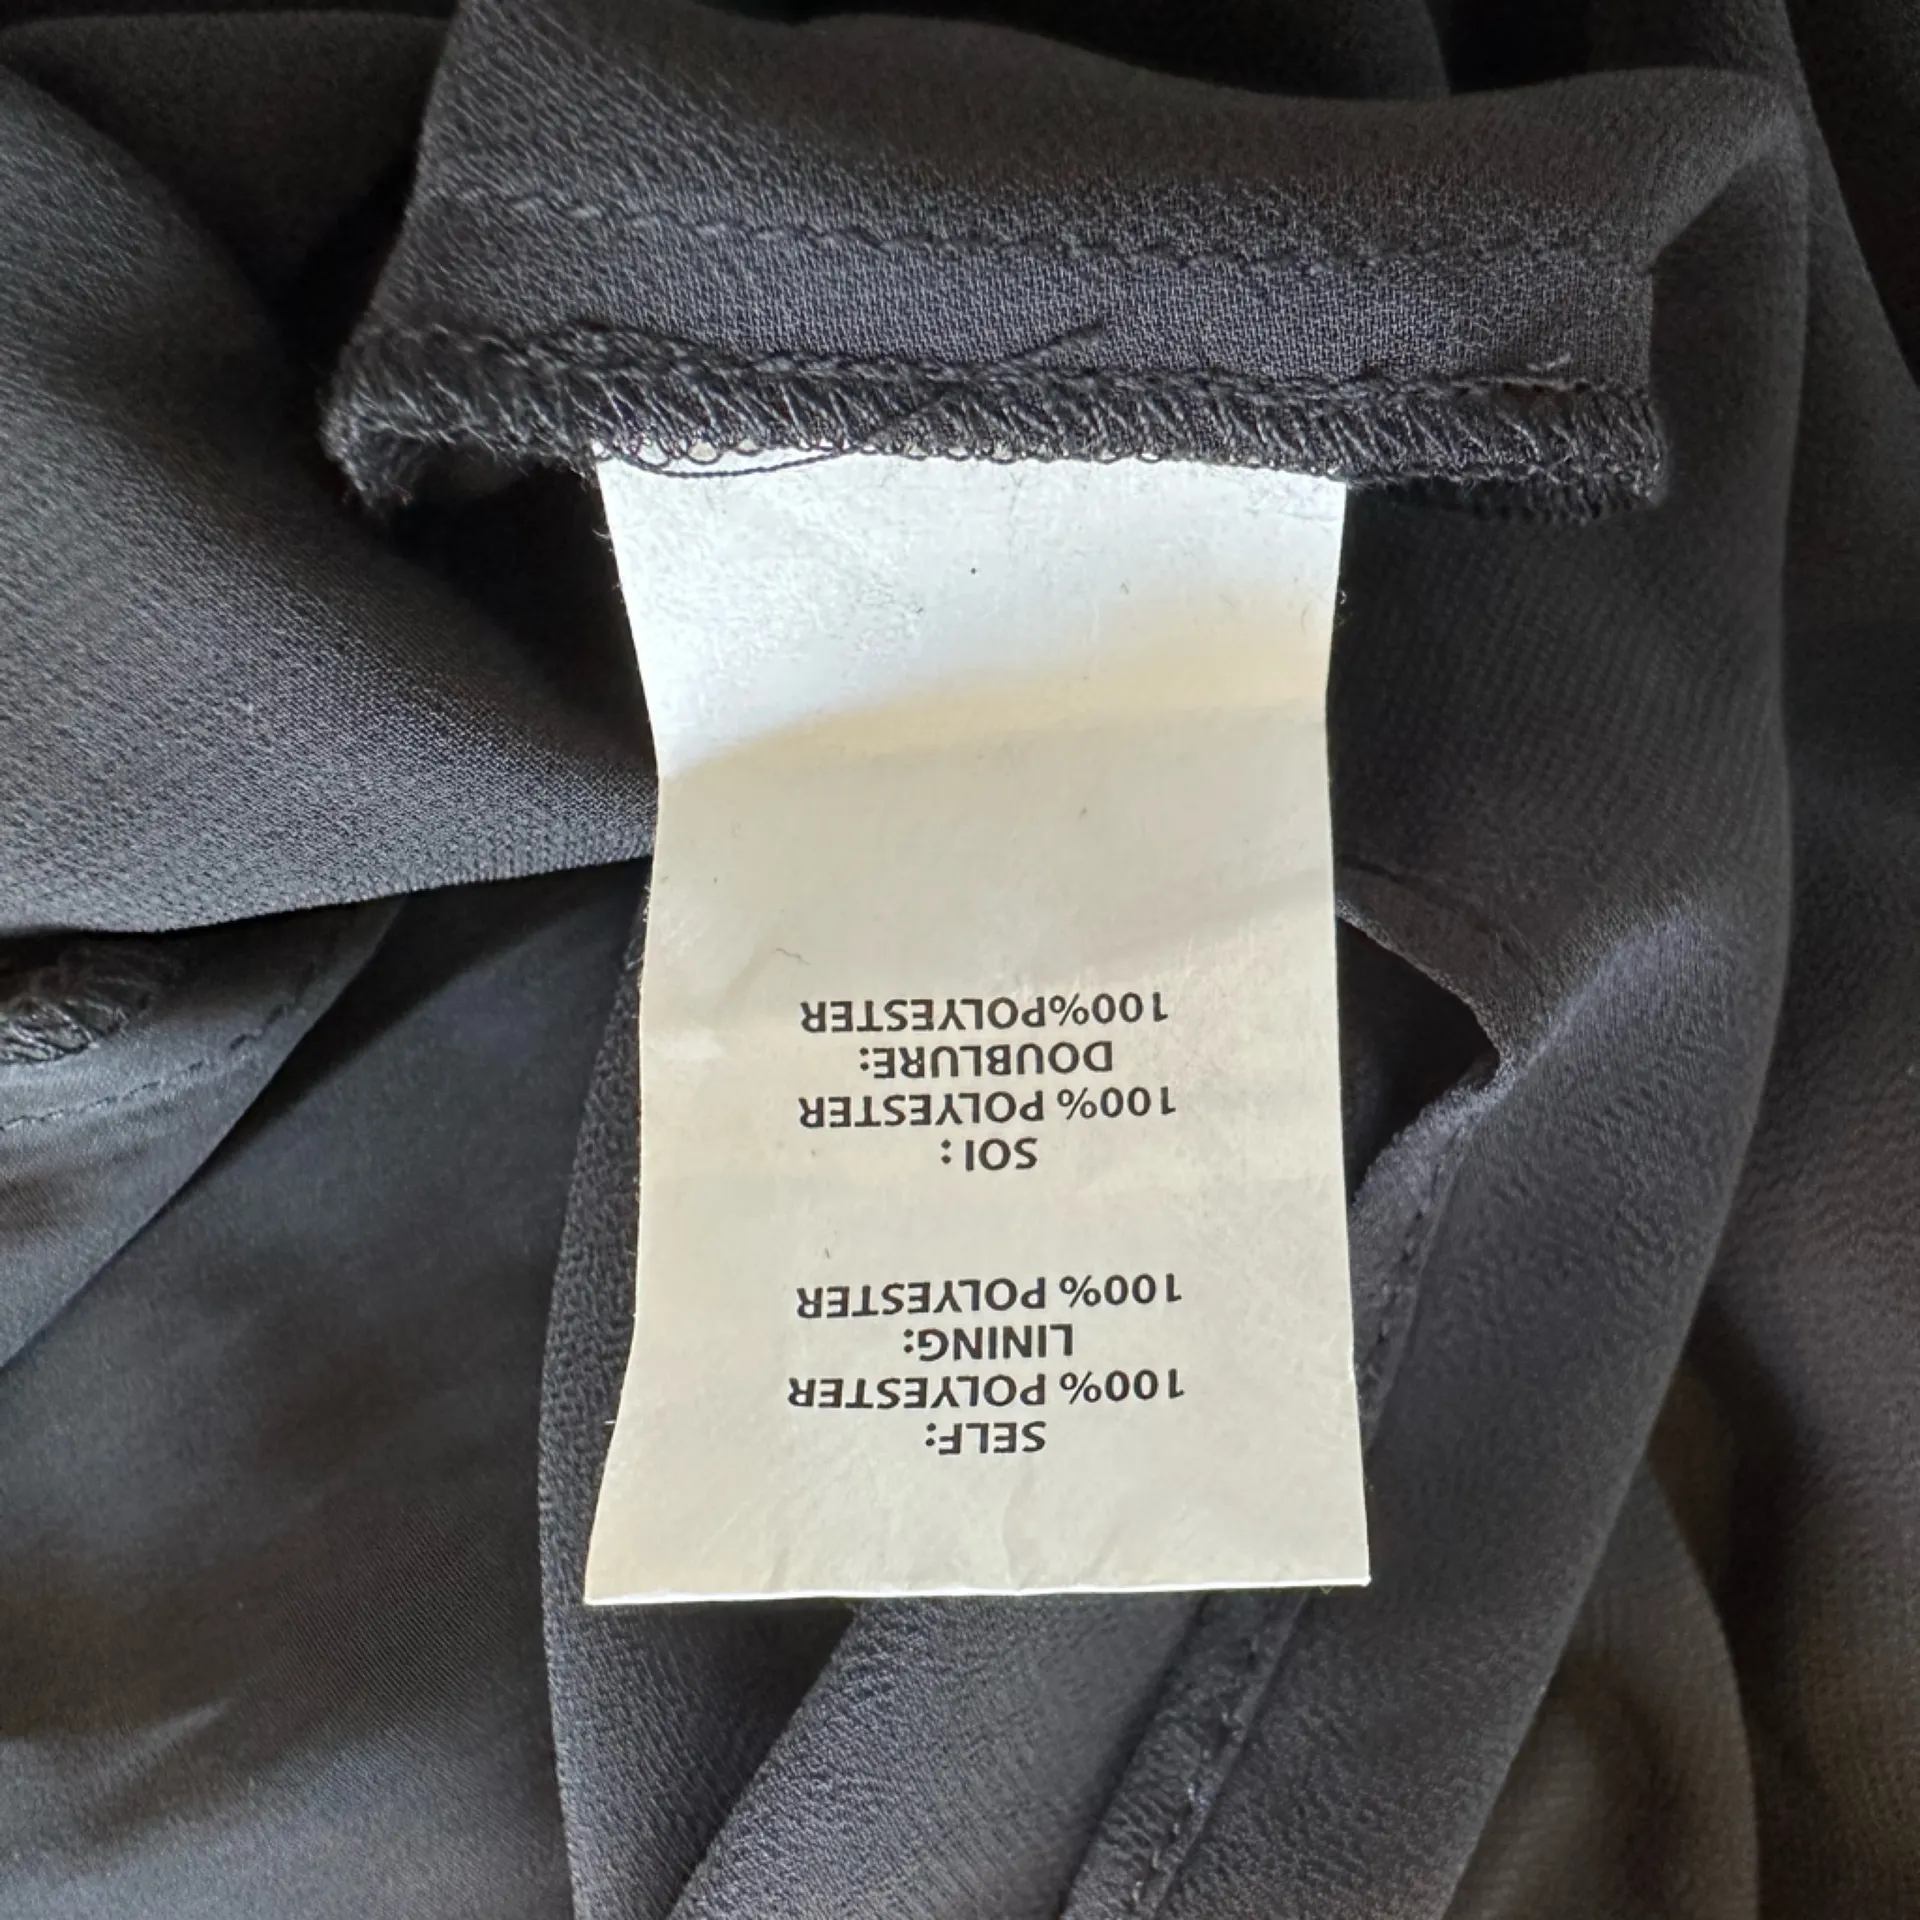 SELF:
100% POLYESTER
LINING:
100% POLYESTER
SOI :
100% POLYESTER
DOUBLURE:
100%POLYESTER